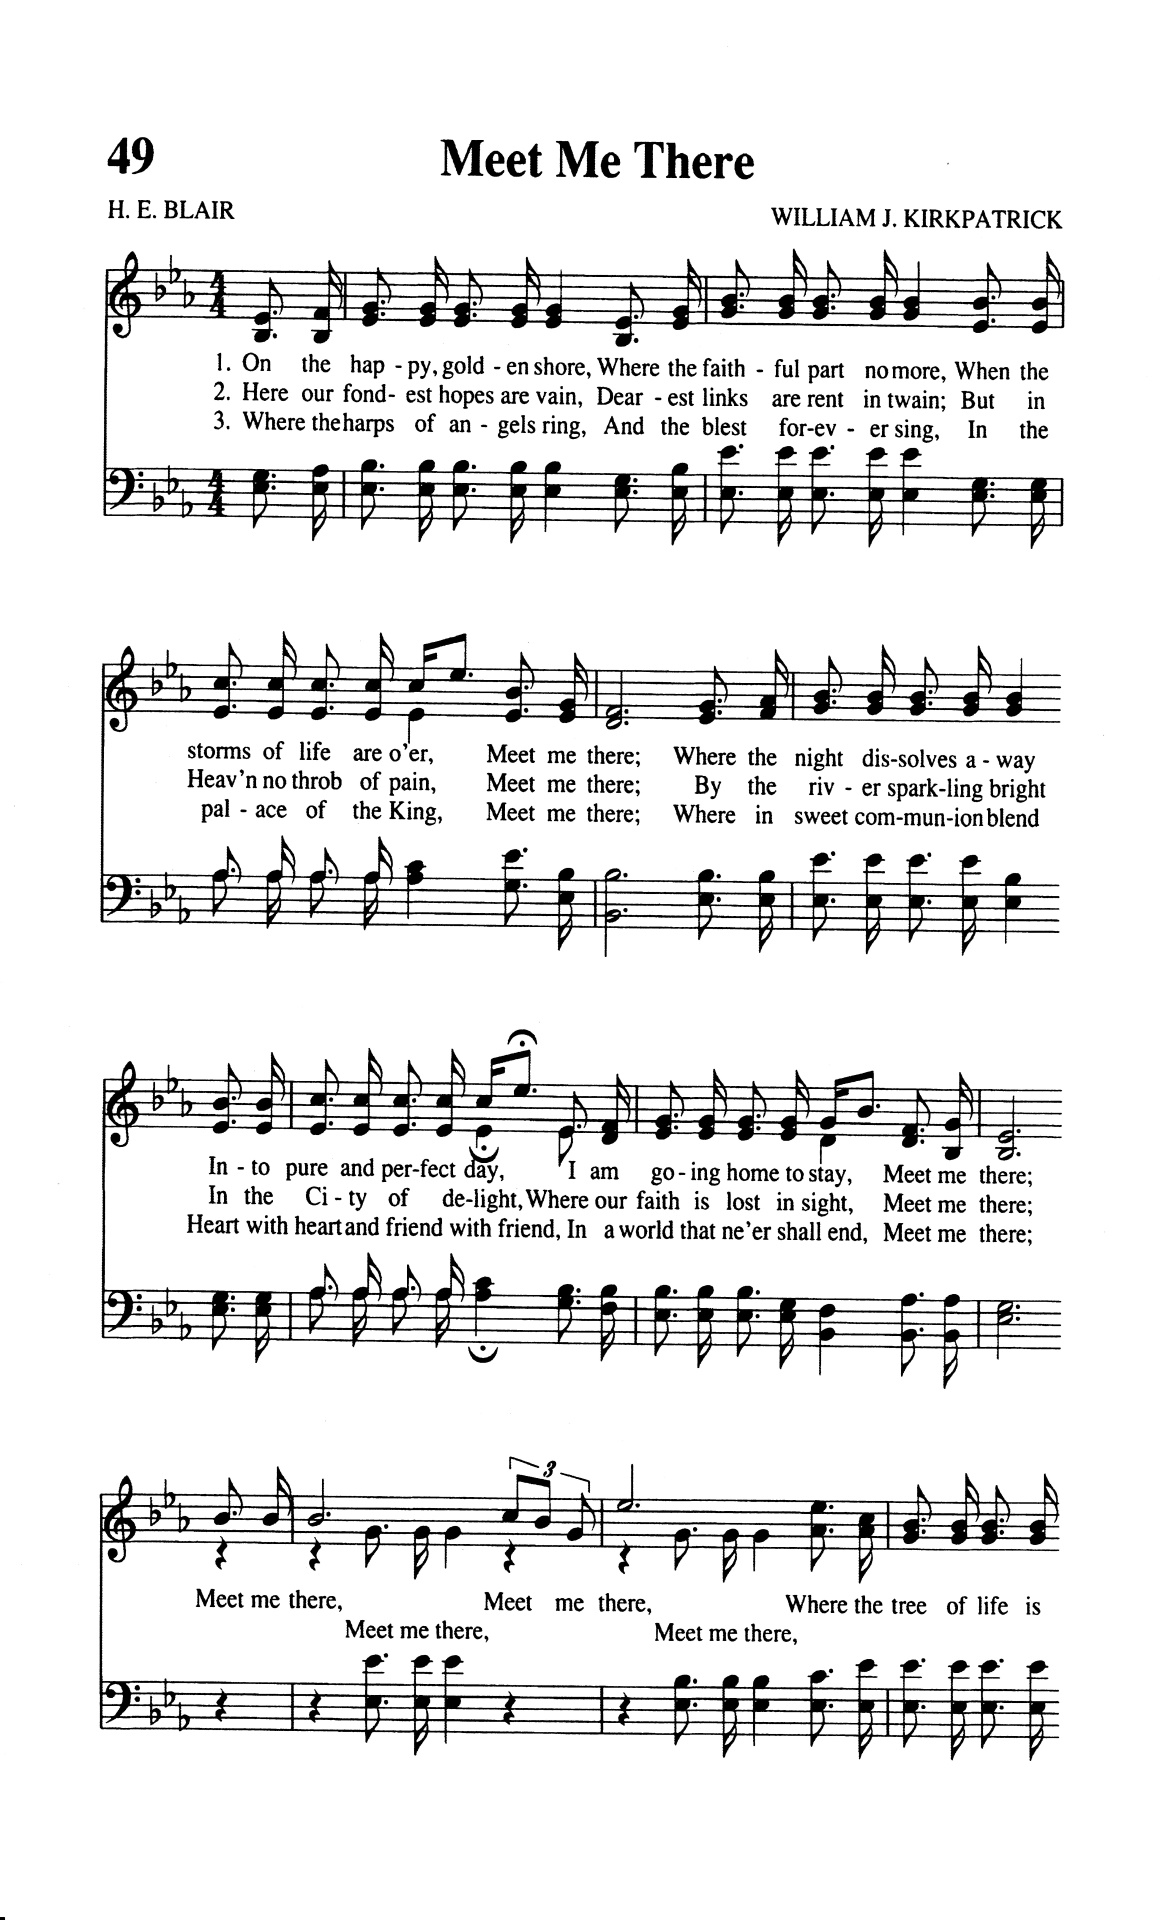 49 Meet Me There
H. E. BLAIR WILLIAM J. KIRKPATRICK
1. On the hap - py, gold - en shore, Where the faith - ful part no more, When the
2. Here our fond - est hopes are vain, Dear - est links are rent in twain; But in
3. Where the harps of an - gels ring, And the blest for-ev - er sing, In the
storms of life are o'er, Meet me there; Where the night dis-solves a - way
Heav'n no throb of pain, Meet me there; By the riv - er spark-ling bright
pal - ace of the King, Meet me there; Where in sweet com-mun-ion blend
In - to pure and per-fect day, I am go - ing home to stay, Meet me there;
In the Ci - ty of de-light, Where our faith is lost in sight, Meet me there;
Heart with heart and friend with friend, In a world that ne'er shall end, Meet me there;
3
Meet me there, Meet me there, Where the tree of life is
Meet me there, Meet me there,